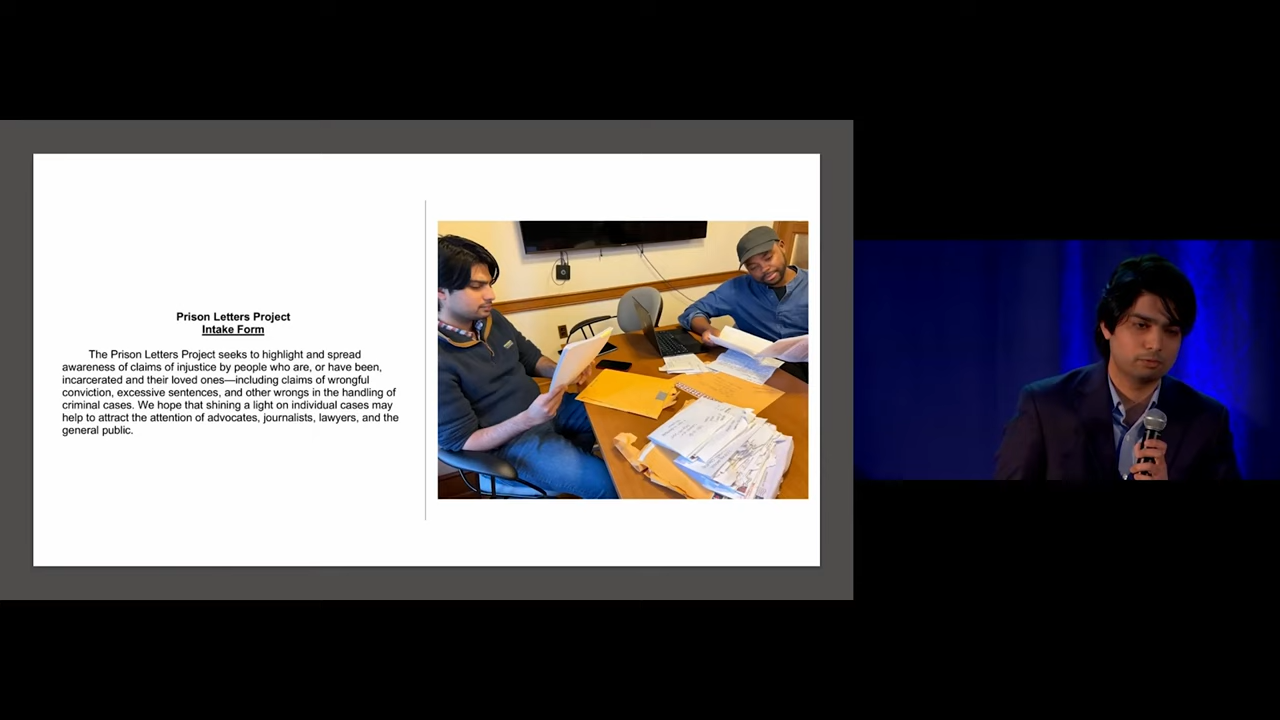 Prison Letters Project
Intake Form
The Prison Letters Project seeks to highlight and spread
awareness of claims of injustice by people who are, or have been,
incarcerated and their loved ones—including claims of wrongful
conviction, excessive sentences, and other wrongs in the handling of
criminal cases. We hope that shining a light on individual cases may
help to attract the attention of advocates, journalists, lawyers, and the
general public.